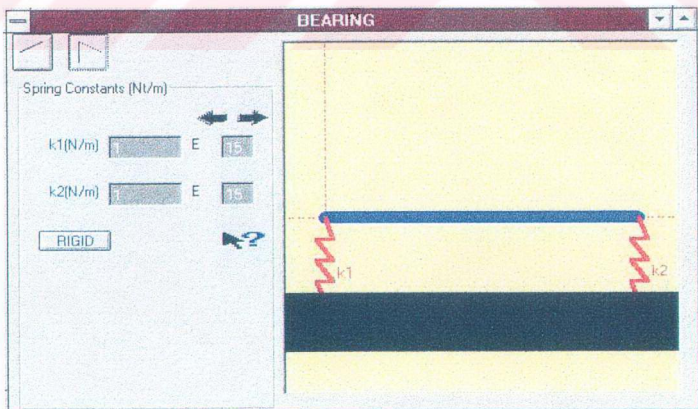 BEARING
Spring Constants (Nt/m)
k1(N/m) 1 E 15
k2(N/m) 1 E 15
RIGID
?
k1
k2